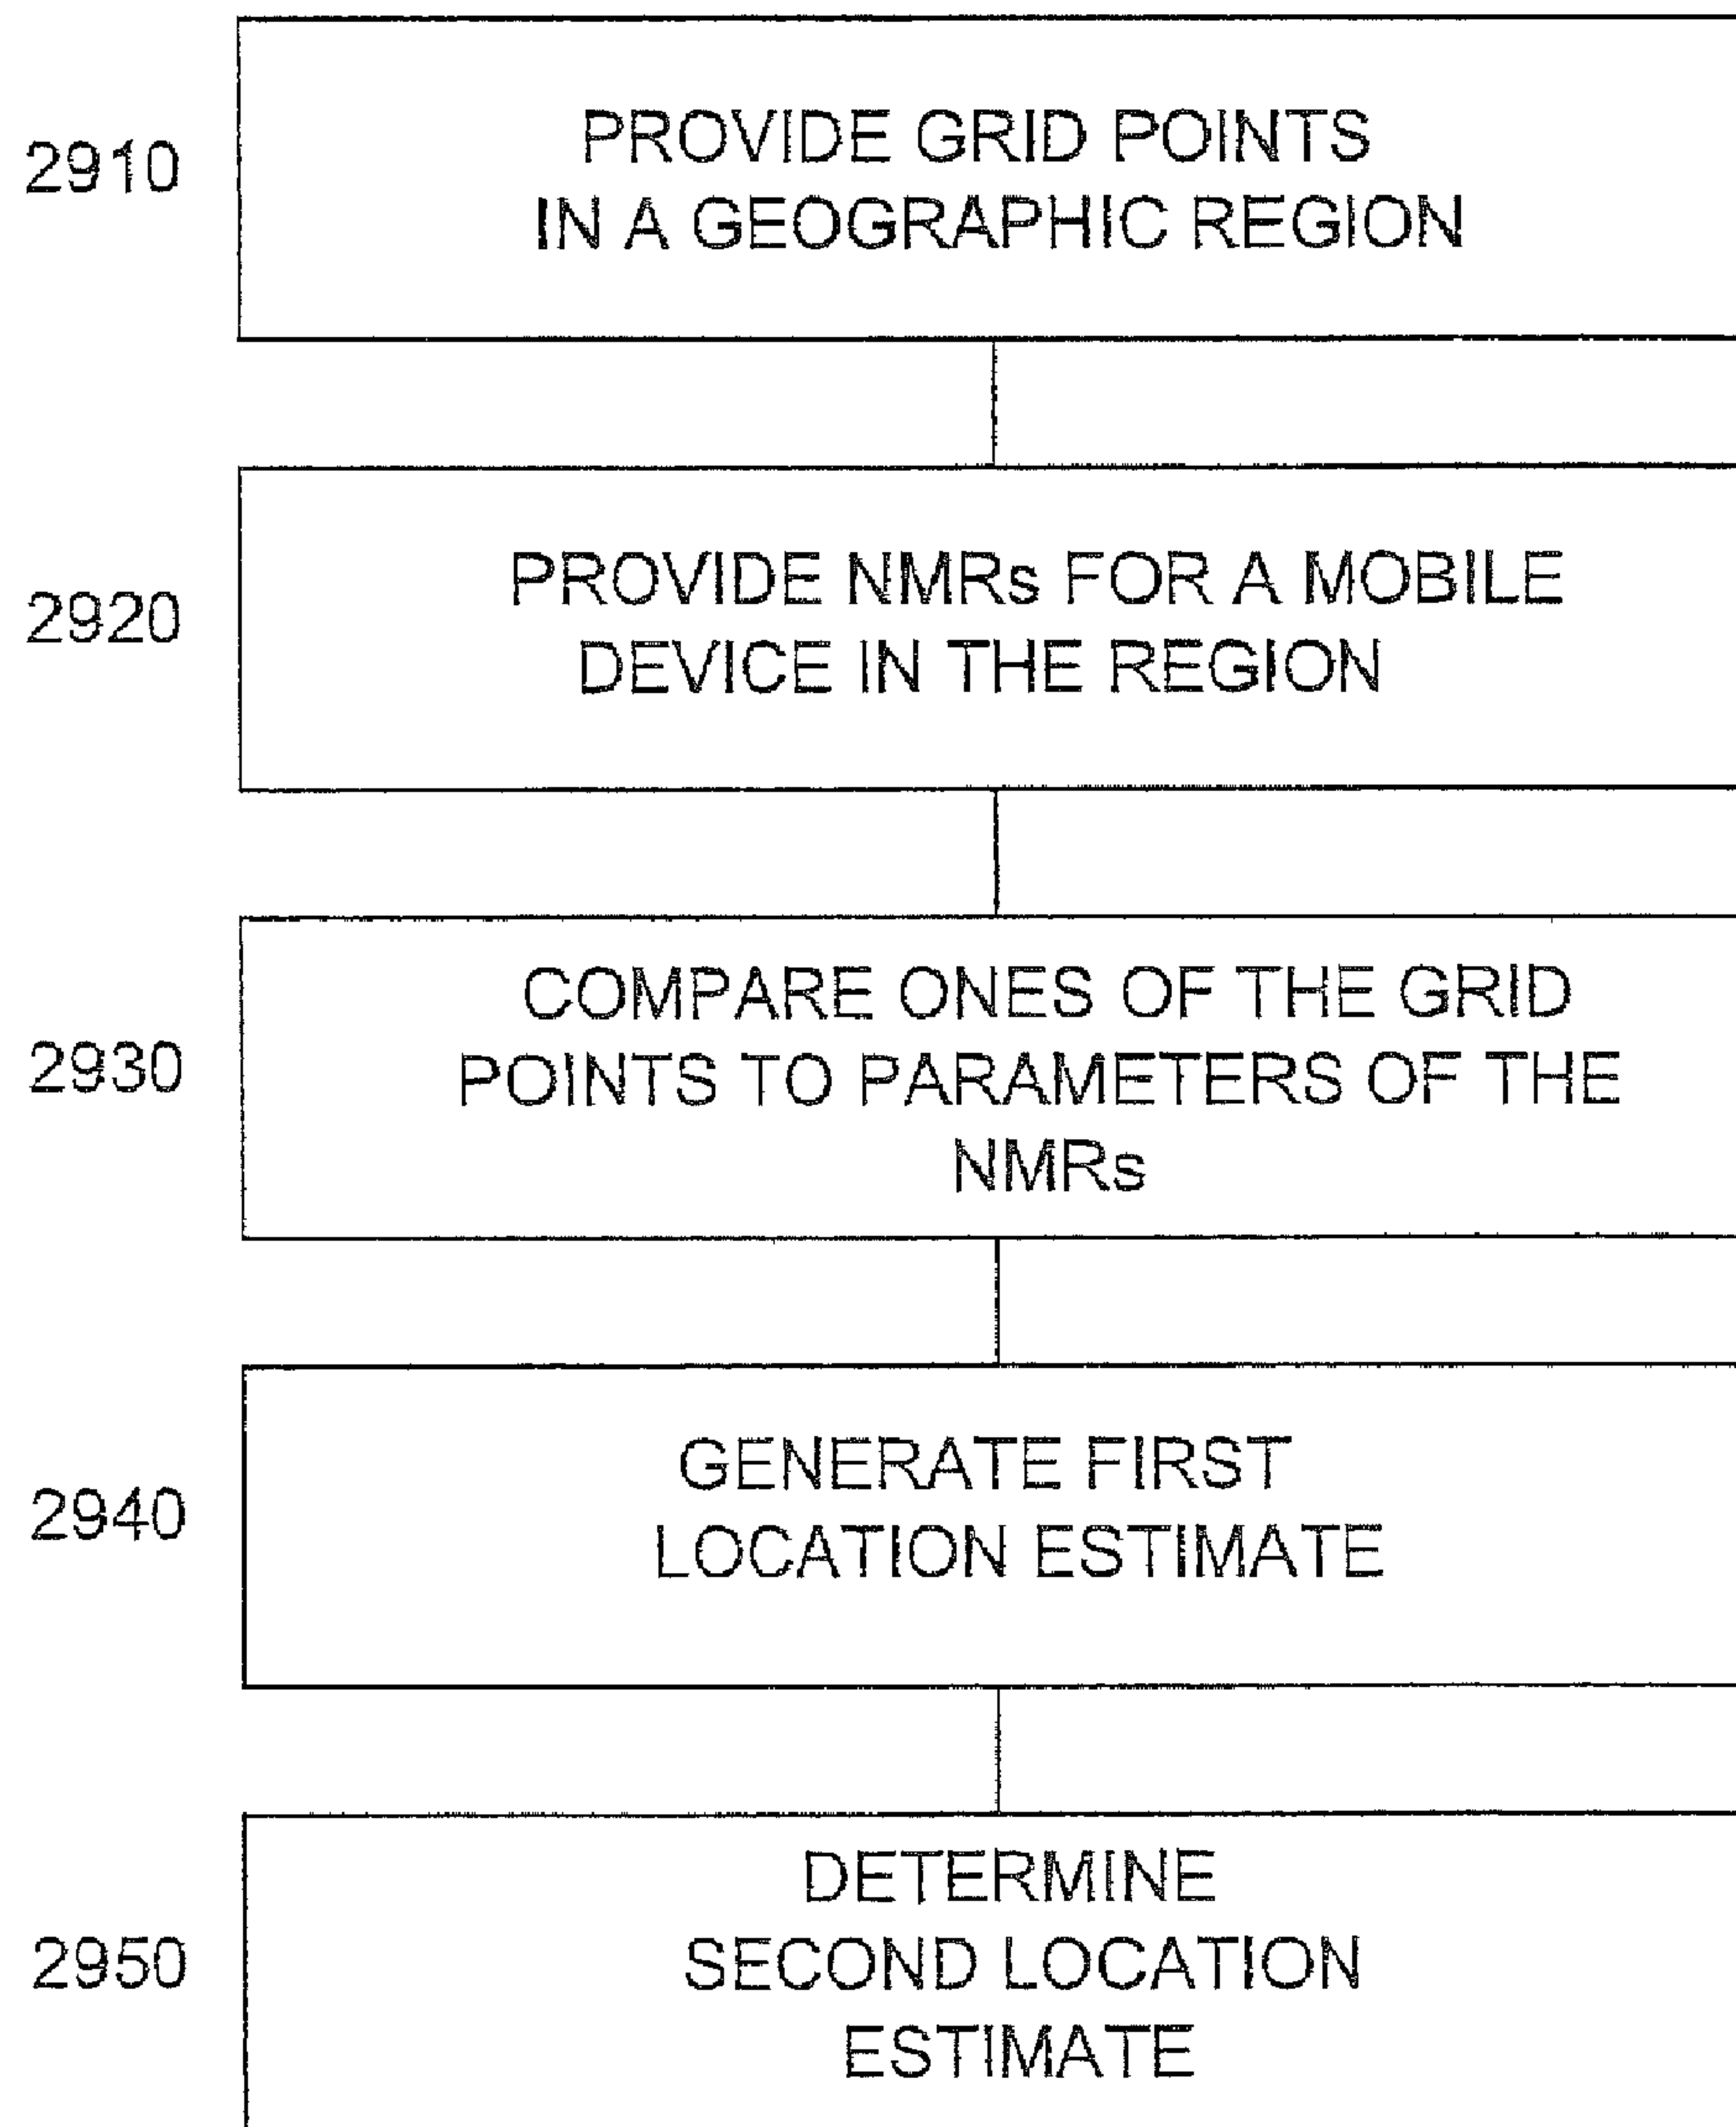 2910
PROVIDE GRID POINTS
IN A GEOGRAPHIC REGION
2920
PROVIDE NMRs FOR A MOBILE
DEVICE IN THE REGION
2930
COMPARE ONES OF THE GRID
POINTS TO PARAMETERS OF THE
NMRs
2940
GENERATE FIRST
LOCATION ESTIMATE
2950
DETERMINE
SECOND LOCATION
ESTIMATE